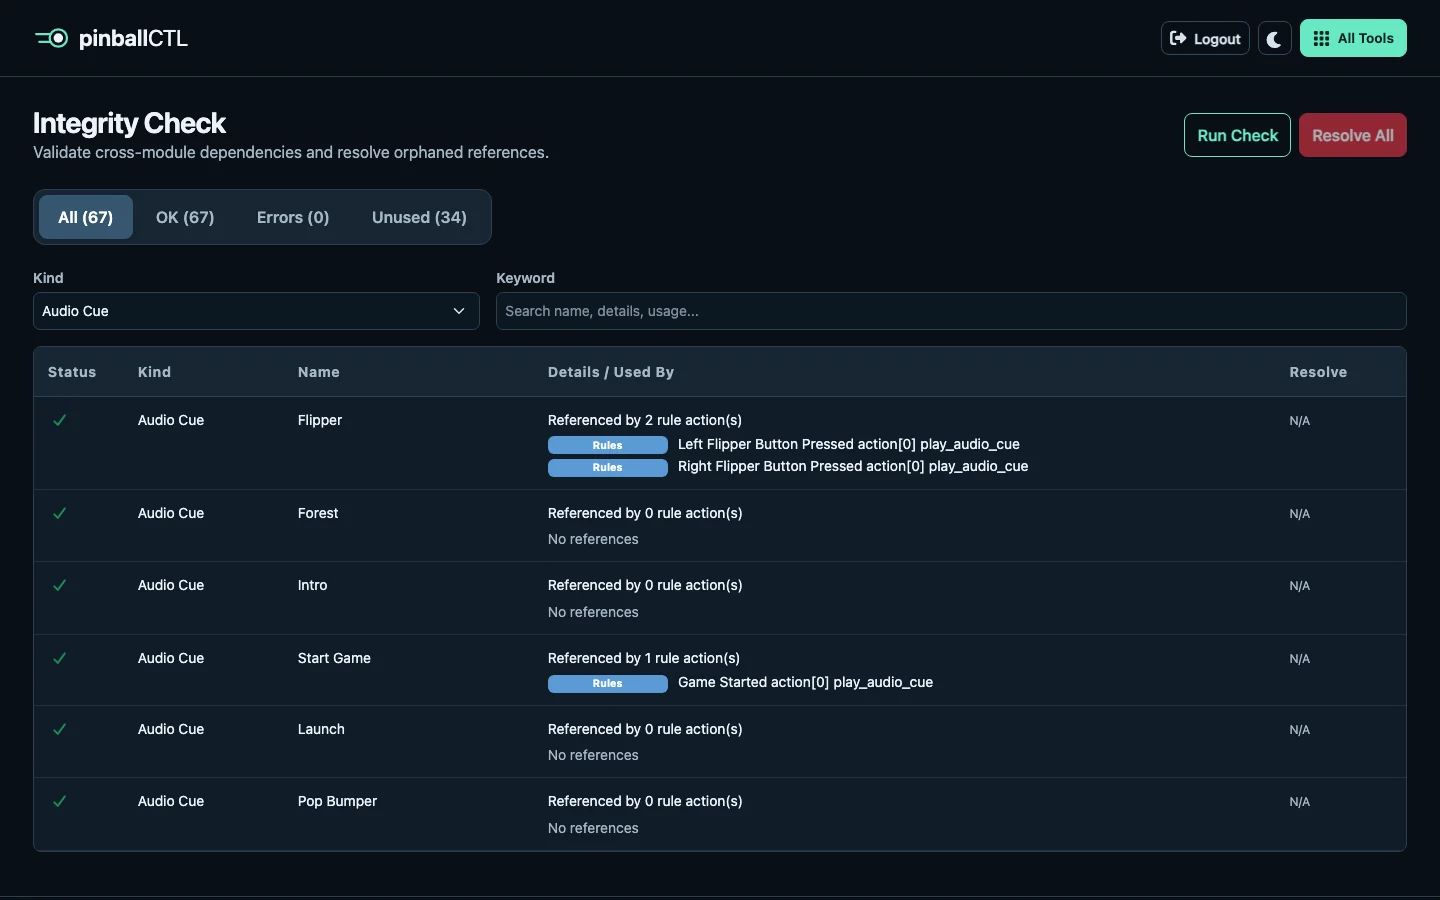 pinballCTL
Logout
All Tools
Integrity Check
Validate cross-module dependencies and resolve orphaned references.
Run Check
Resolve All
All (67)
OK (67)
Errors (0)
Unused (34)
Kind
Keyword
Audio Cue
Search name, details, usage...
Status Kind Name Details / Used By Resolve
Audio Cue Flipper Referenced by 2 rule action(s) N/A
Rules Left Flipper Button Pressed action[0] play_audio_cue
Rules Right Flipper Button Pressed action[0] play_audio_cue
Audio Cue Forest Referenced by 0 rule action(s) N/A
No references
Audio Cue Intro Referenced by 0 rule action(s) N/A
No references
Audio Cue Start Game Referenced by 1 rule action(s) N/A
Rules Game Started action[0] play_audio_cue
Audio Cue Launch Referenced by 0 rule action(s) N/A
No references
Audio Cue Pop Bumper Referenced by 0 rule action(s) N/A
No references